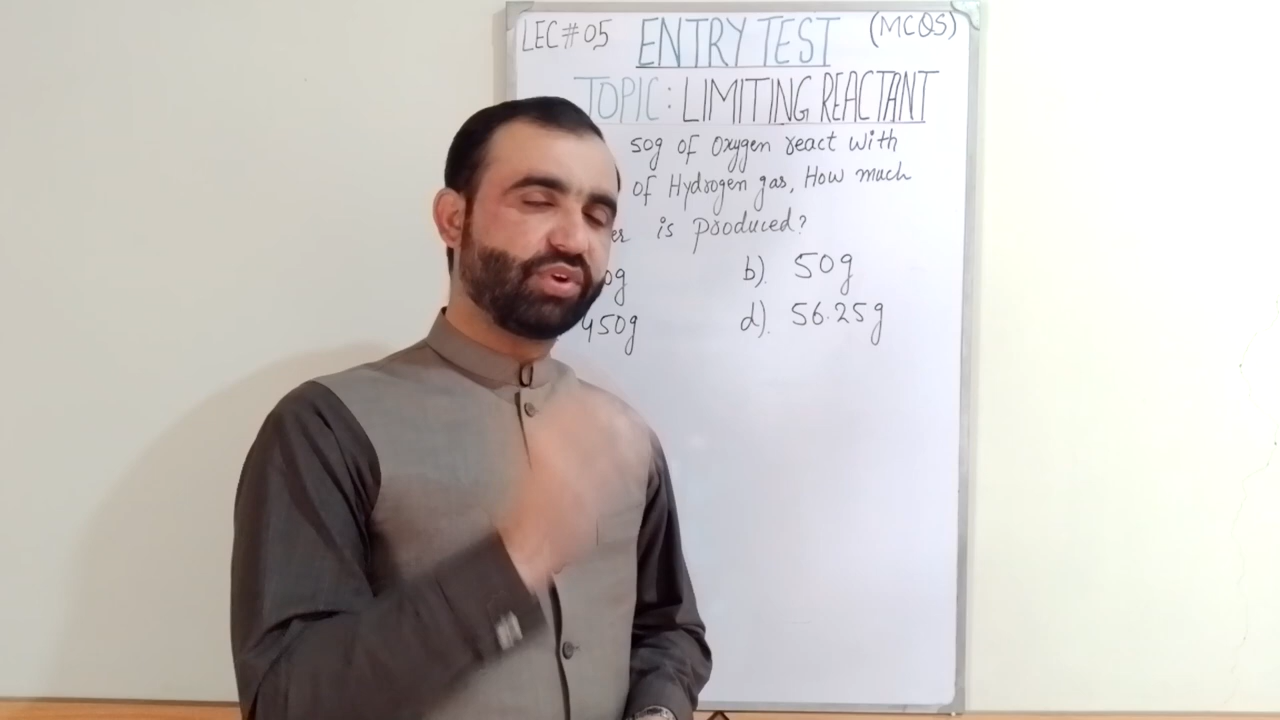 LEC#05 ENTRY TEST (MCQS)
TOPIC: LIMITING REACTANT
50g of Oxygen react with
of Hydrogen gas, How much
is produced?
b). 50g
450g d). 56.25g